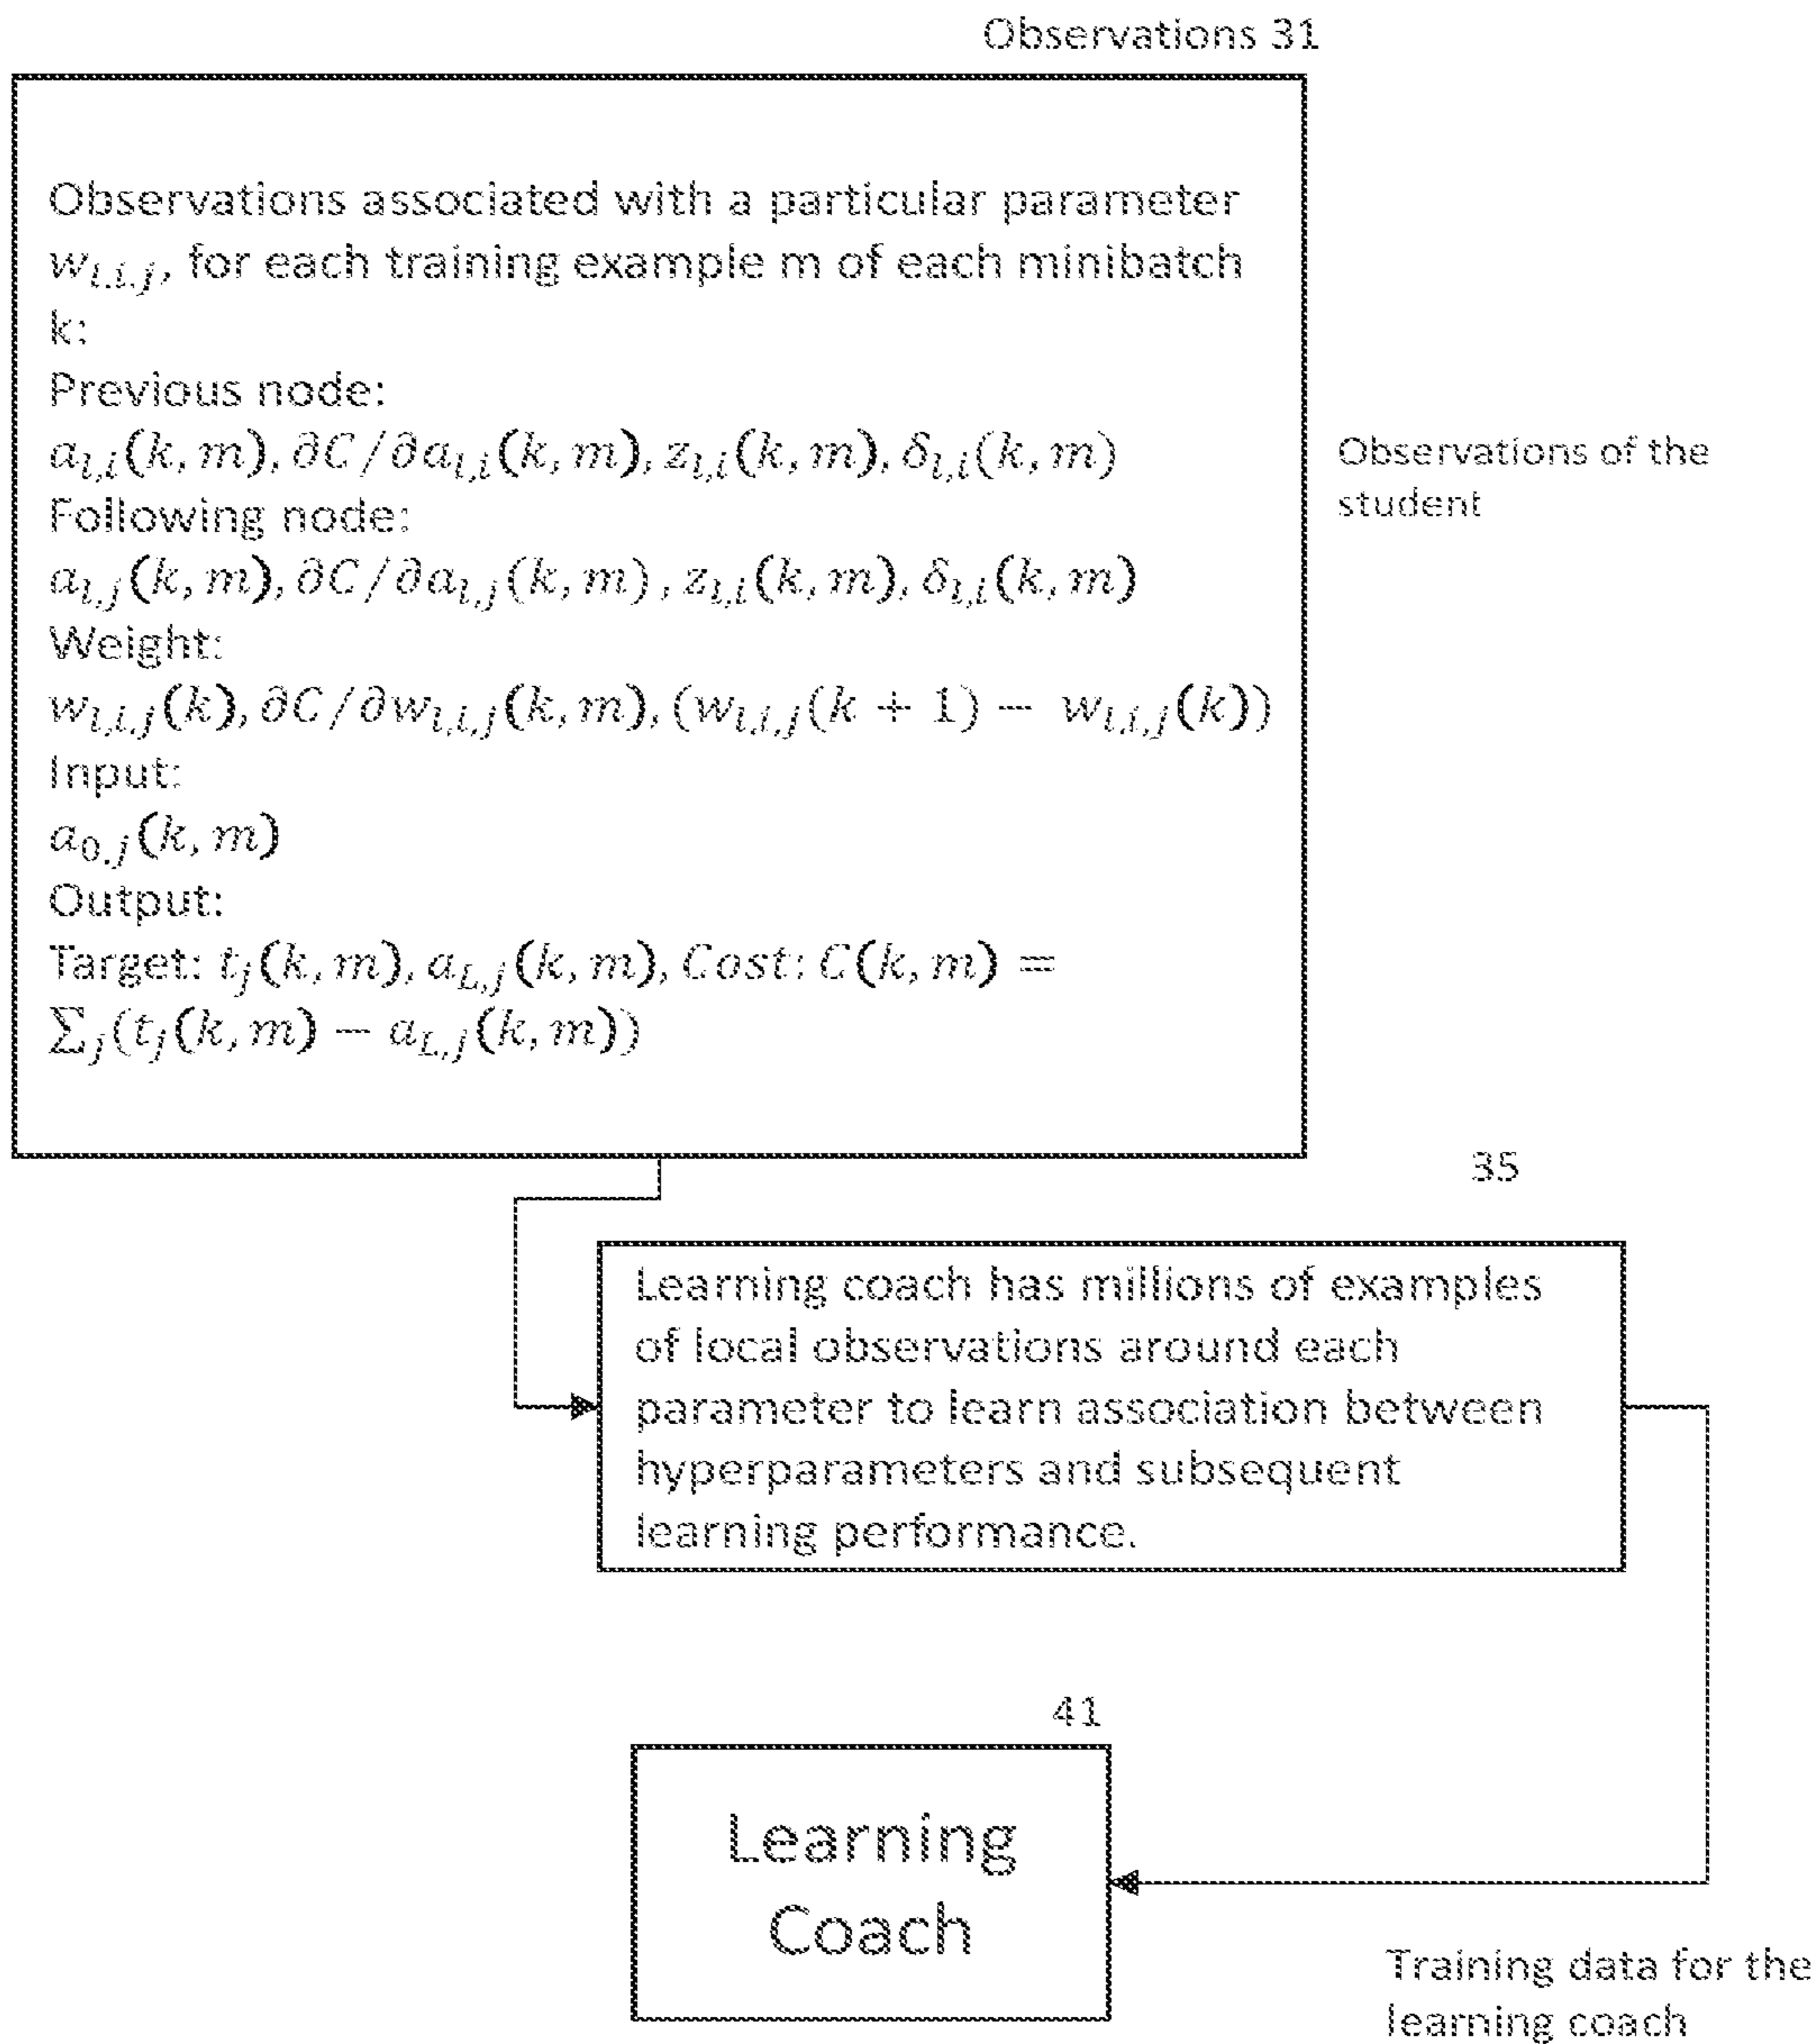 Observations 31
Observations associated with a particular parameter
w_{l,i,j}, for each training example m of each minibatch
k:
Previous node:
a_{l,i}(k, m), ∂C/∂a_{l,i}(k, m), z_{l,i}(k, m), δ_{l,i}(k, m)
Following node:
a_{l,j}(k, m), ∂C/∂a_{l,j}(k, m), z_{l,i}(k, m), δ_{l,i}(k, m)
Weight:
w_{l,i,j}(k), ∂C/∂w_{l,i,j}(k, m), (w_{l,i,j}(k + 1) − w_{l,i,j}(k))
Input:
a_{0,j}(k, m)
Output:
Target: t_j(k, m), a_{L,j}(k, m), Cost: C(k, m) =
∑_j(t_j(k, m) − a_{L,j}(k, m))
Observations of the
student
35
Learning coach has millions of examples
of local observations around each
parameter to learn association between
hyperparameters and subsequent
learning performance.
41
Learning
Coach
Training data for the
learning coach